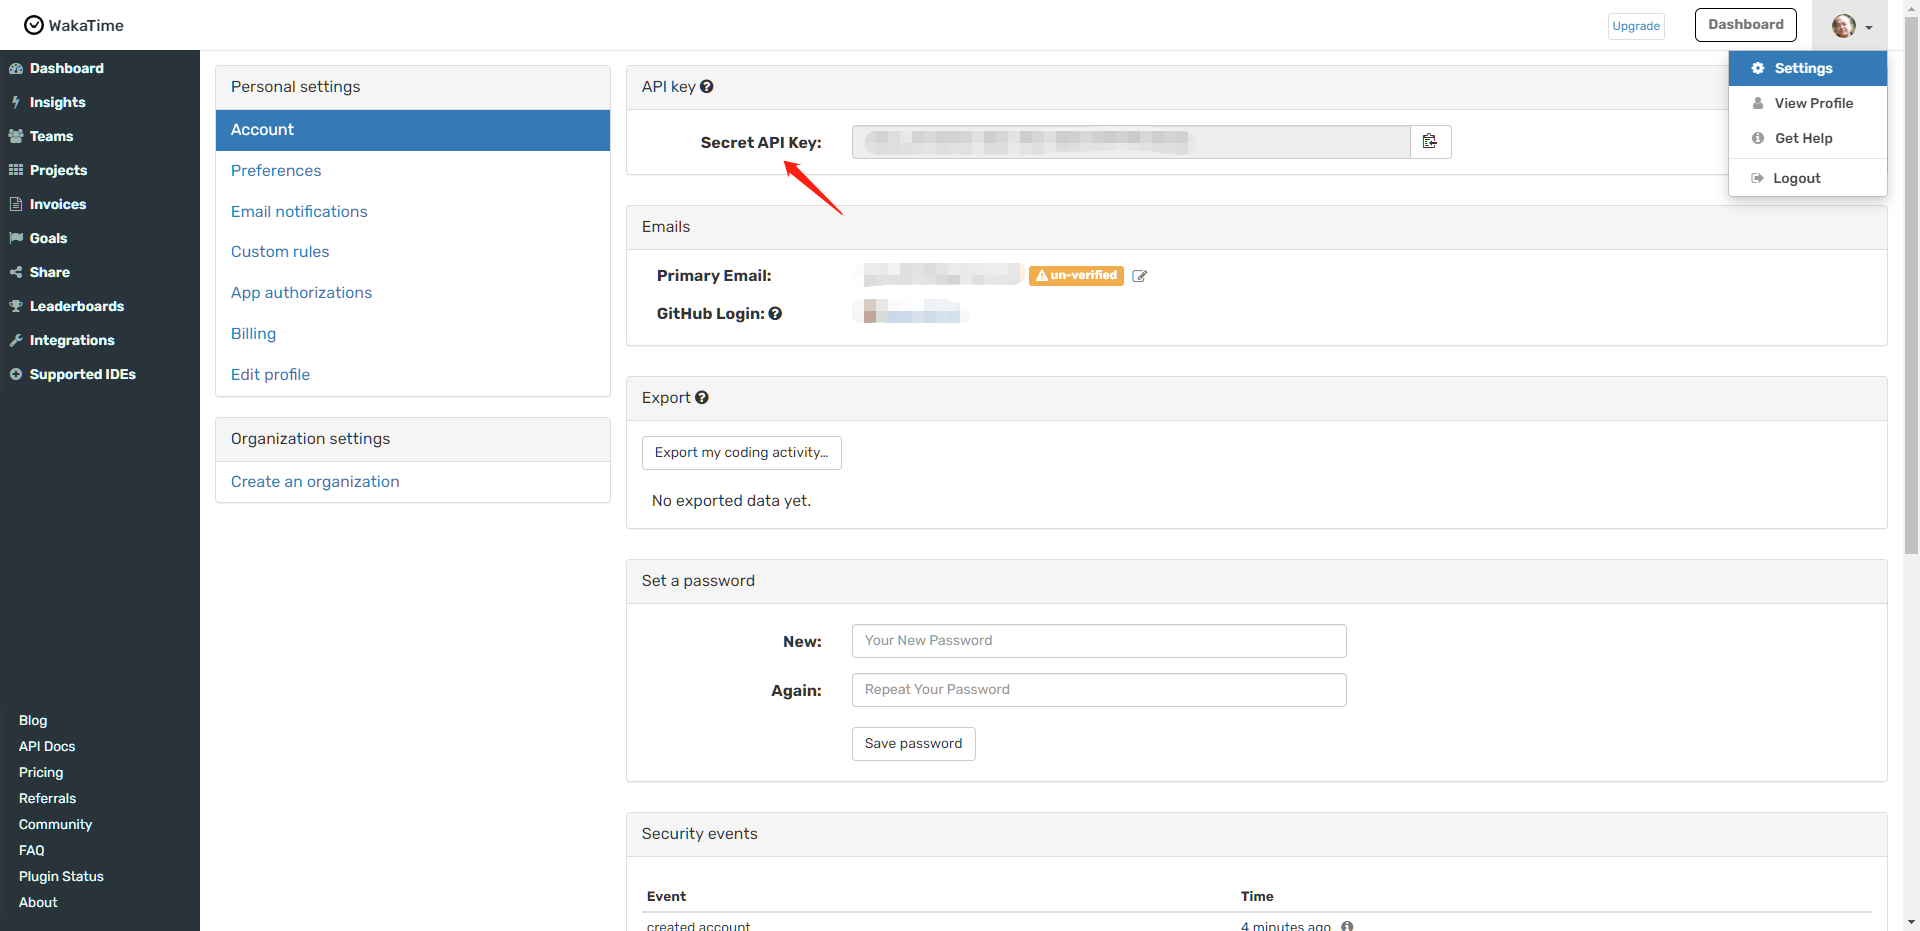 WakaTime
Upgrade
Dashboard
Dashboard
Insights
Teams
Projects
Invoices
Goals
Share
Leaderboards
Integrations
Supported IDEs
Blog
API Docs
Pricing
Referrals
Community
FAQ
Plugin Status
About
Personal settings
Account
Preferences
Email notifications
Custom rules
App authorizations
Billing
Edit profile
Organization settings
Create an organization
API key
Secret API Key:
Settings
View Profile
Get Help
Logout
Emails
Primary Email:
un-verified
GitHub Login:
Export
Export my coding activity…
No exported data yet.
Set a password
New:
Your New Password
Again:
Repeat Your Password
Save password
Security events
Event
Time
created account
4 minutes ago